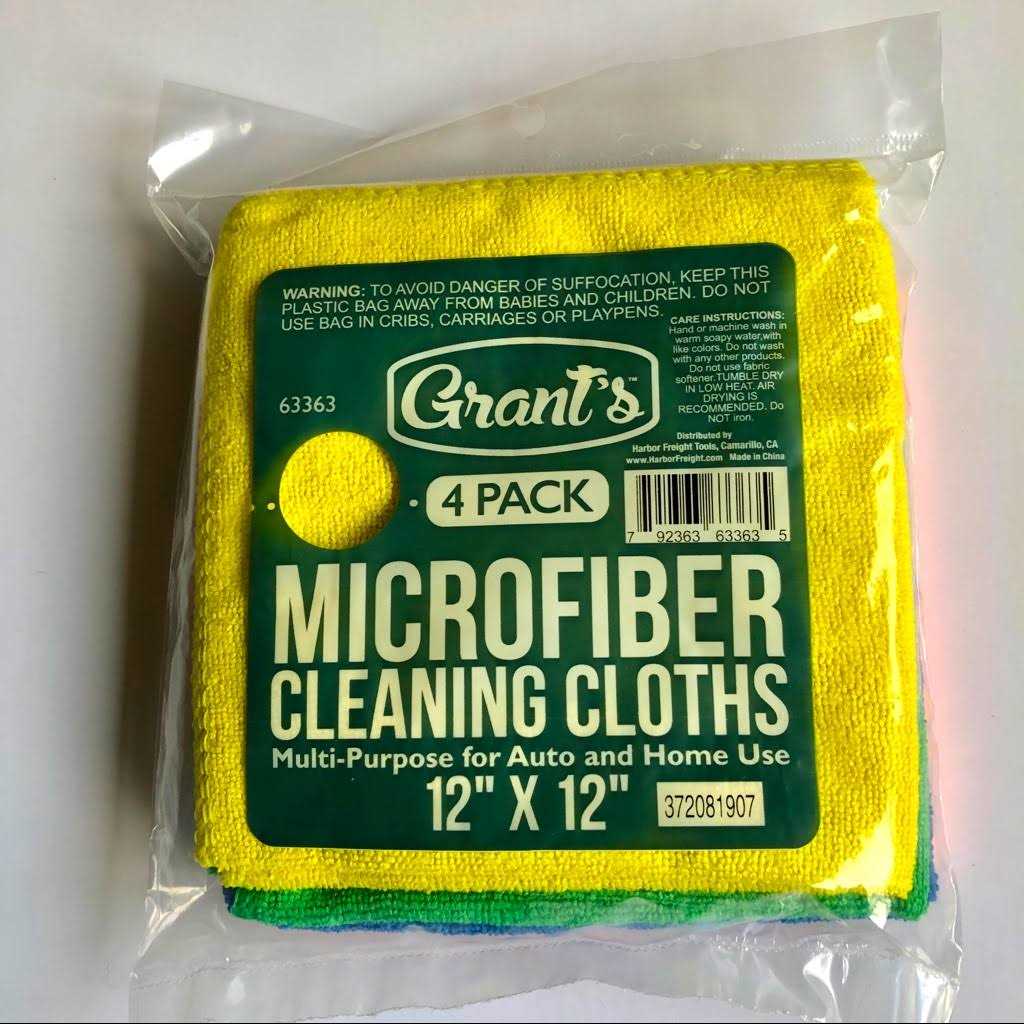 WARNING: TO AVOID DANGER OF SUFFOCATION, KEEP THIS
PLASTIC BAG AWAY FROM BABIES AND CHILDREN. DO NOT
USE BAG IN CRIBS, CARRIAGES OR PLAYPENS.
CARE INSTRUCTIONS:
Hand or machine wash in
warm soapy water,with
like colors. Do not wash
with any other products.
Do not use fabric
softener.TUMBLE DRY
IN LOW HEAT. AIR
DRYING IS
RECOMMENDED. Do
NOT iron.
Grant's™
63363
Distributed by
Harbor Freight Tools, Camarillo, CA
www.HarborFreight.com Made in China
4 PACK
7 92363 63363 5
MICROFIBER
CLEANING CLOTHS
Multi-Purpose for Auto and Home Use
12" X 12"
372081907